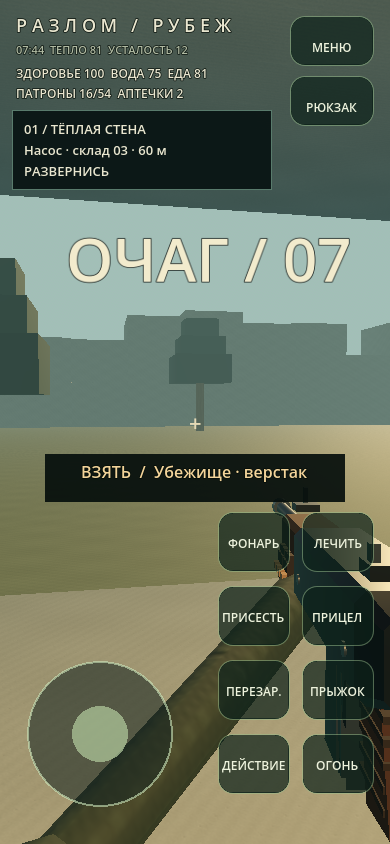 РАЗЛОМ / РУБЕЖ
07:44 ТЕПЛО 81 УСТАЛОСТЬ 12
ЗДОРОВЬЕ 100 ВОДА 75 ЕДА 81
ПАТРОНЫ 16/54 АПТЕЧКИ 2
МЕНЮ
РЮКЗАК
01 / ТЁПЛАЯ СТЕНА
Насос · склад 03 · 60 м
РАЗВЕРНИСЬ
ОЧАГ / 07
ВЗЯТЬ / Убежище · верстак
ФОНАРЬ
ЛЕЧИТЬ
ПРИСЕСТЬ
ПРИЦЕЛ
ПЕРЕЗАР.
ПРЫЖОК
ДЕЙСТВИЕ
ОГОНЬ